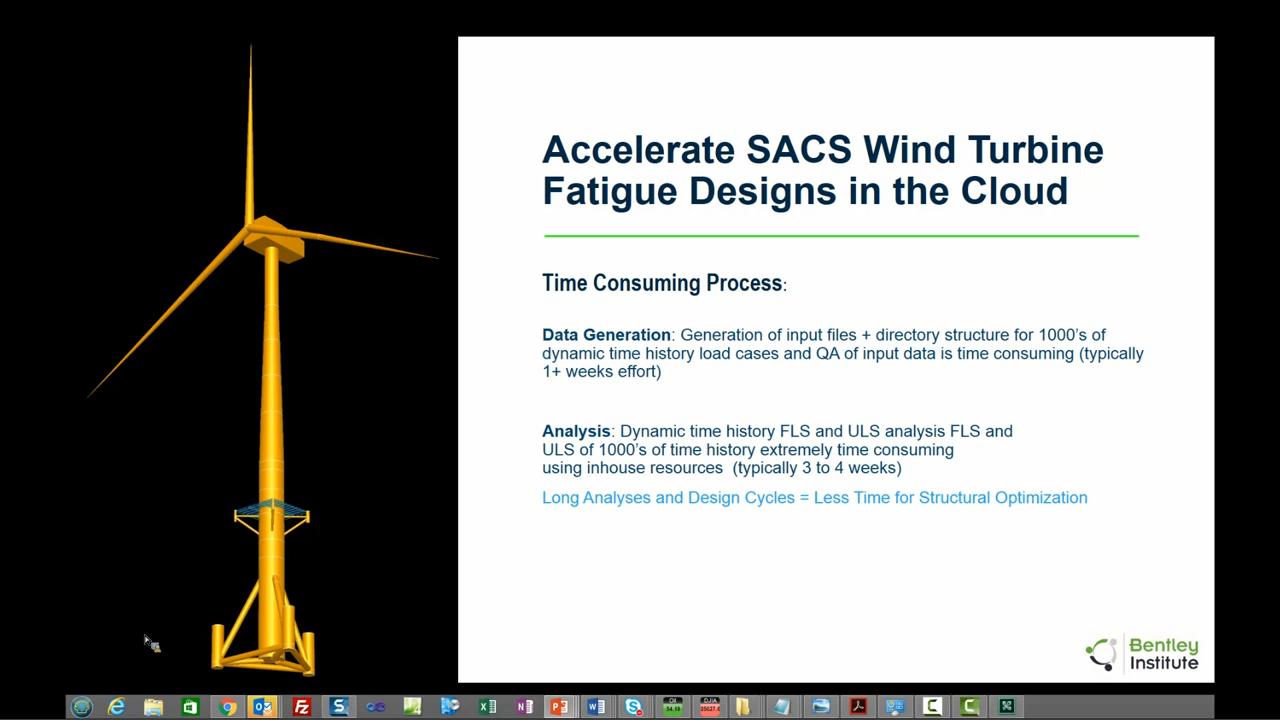 Accelerate SACS Wind Turbine
Fatigue Designs in the Cloud
Time Consuming Process:
Data Generation: Generation of input files + directory structure for 1000's of
dynamic time history load cases and QA of input data is time consuming (typically
1+ weeks effort)
Analysis: Dynamic time history FLS and ULS analysis FLS and
ULS of 1000's of time history extremely time consuming
using inhouse resources (typically 3 to 4 weeks)
Long Analyses and Design Cycles = Less Time for Structural Optimization
Bentley
Institute